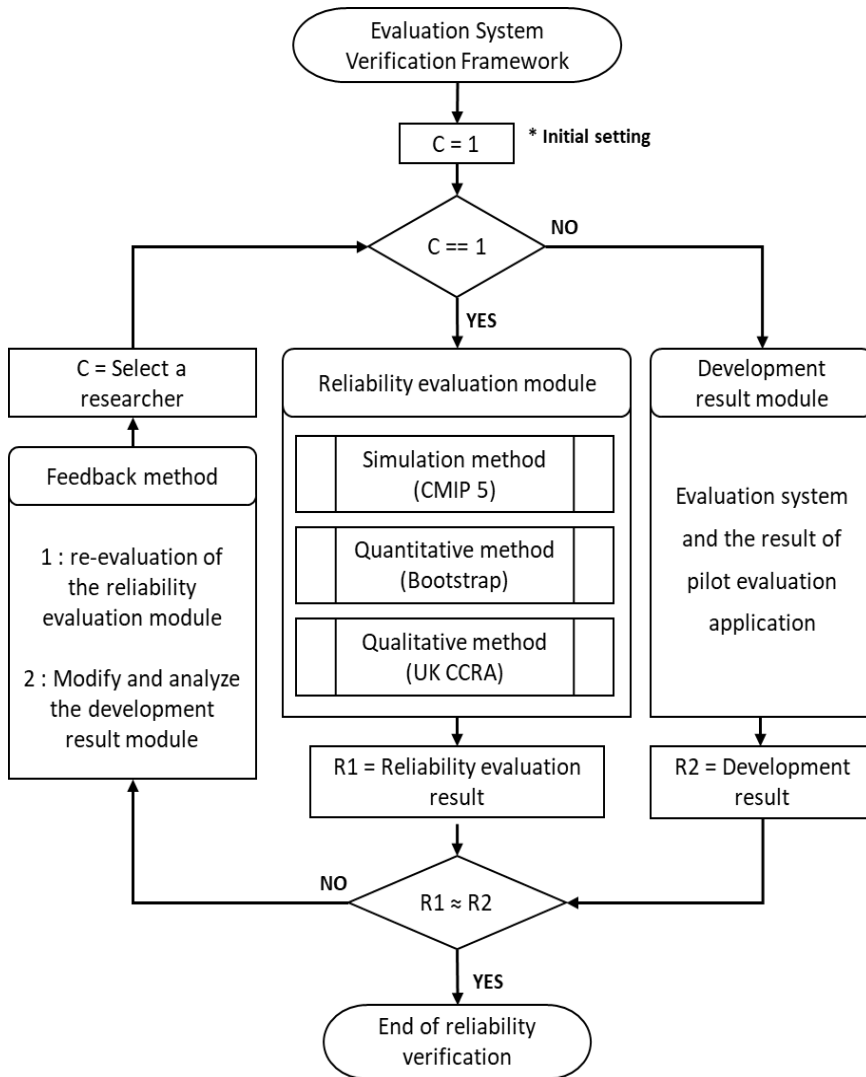 Evaluation System
Verification Framework
C = 1
* Initial setting
C == 1
NO
YES
C = Select a
researcher
Reliability evaluation module
Development
result module
Feedback method
1 : re-evaluation of
the reliability
evaluation module
2 : Modify and analyze
the development
result module
Simulation method
(CMIP 5)
Quantitative method
(Bootstrap)
Qualitative method
(UK CCRA)
Evaluation system
and the result of
pilot evaluation
application
R1 = Reliability evaluation
result
R2 = Development
result
NO
R1 ≈ R2
YES
End of reliability
verification